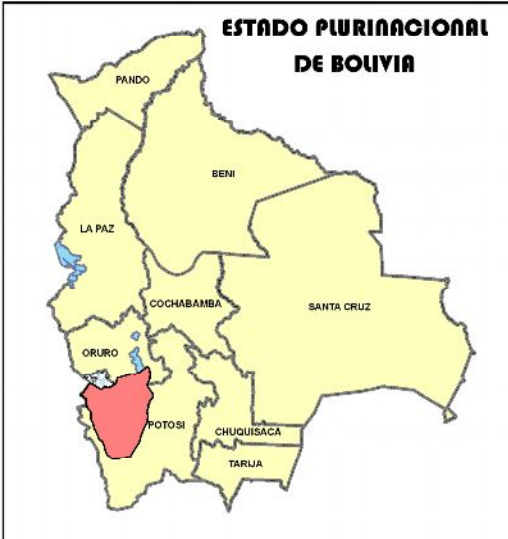 ESTADO PLURINACIONAL
DE BOLIVIA
PANDO
BENI
LA PAZ
COCHABAMBA
SANTA CRUZ
ORURO
POTOSI
CHUQUISACA
TARIJA